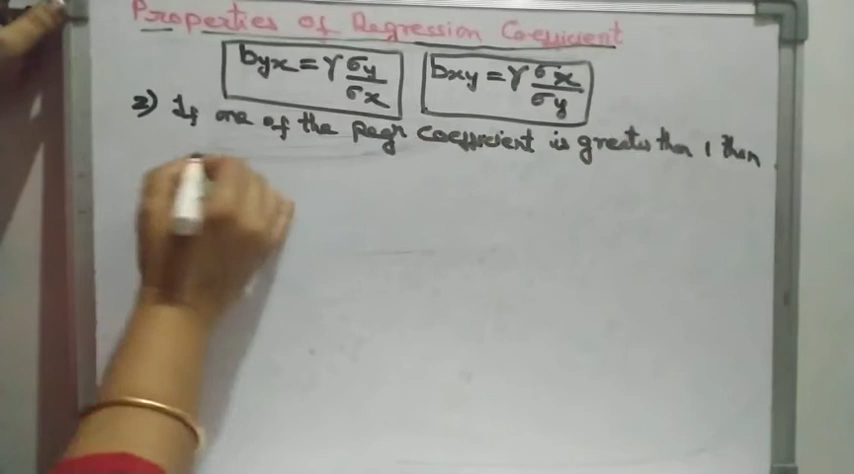 Properties of Regression Coefficient
byx = r σy/σx   bxy = r σx/σy
2) If one of the Regr Coefficient is greater than 1 then